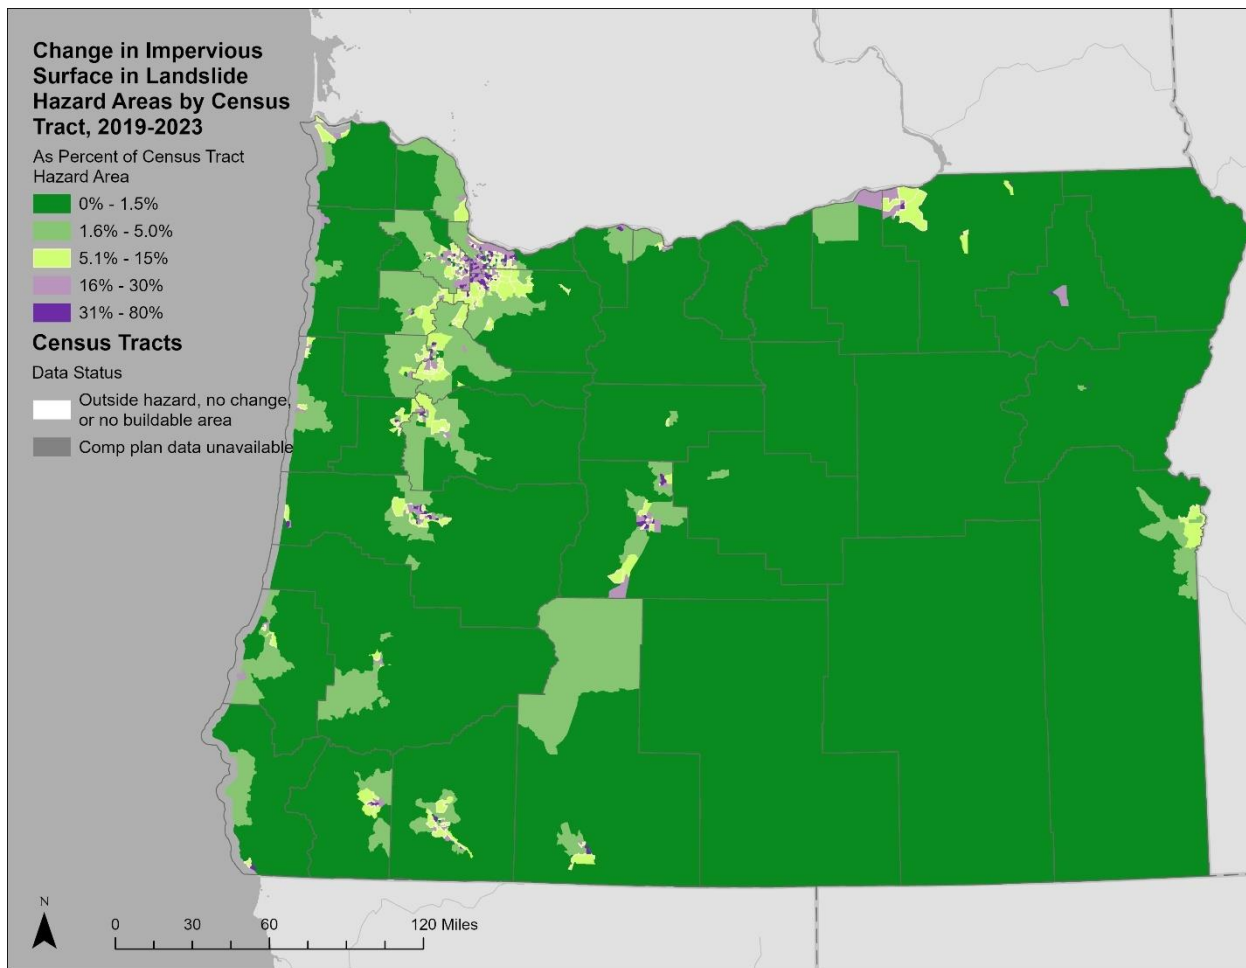 Change in Impervious
Surface in Landslide
Hazard Areas by Census
Tract, 2019-2023
As Percent of Census Tract
Hazard Area
0% - 1.5%
1.6% - 5.0%
5.1% - 15%
16% - 30%
31% - 80%
Census Tracts
Data Status
Outside hazard, no change,
or no buildable area
Comp plan data unavailable
N
0 30 60 120 Miles